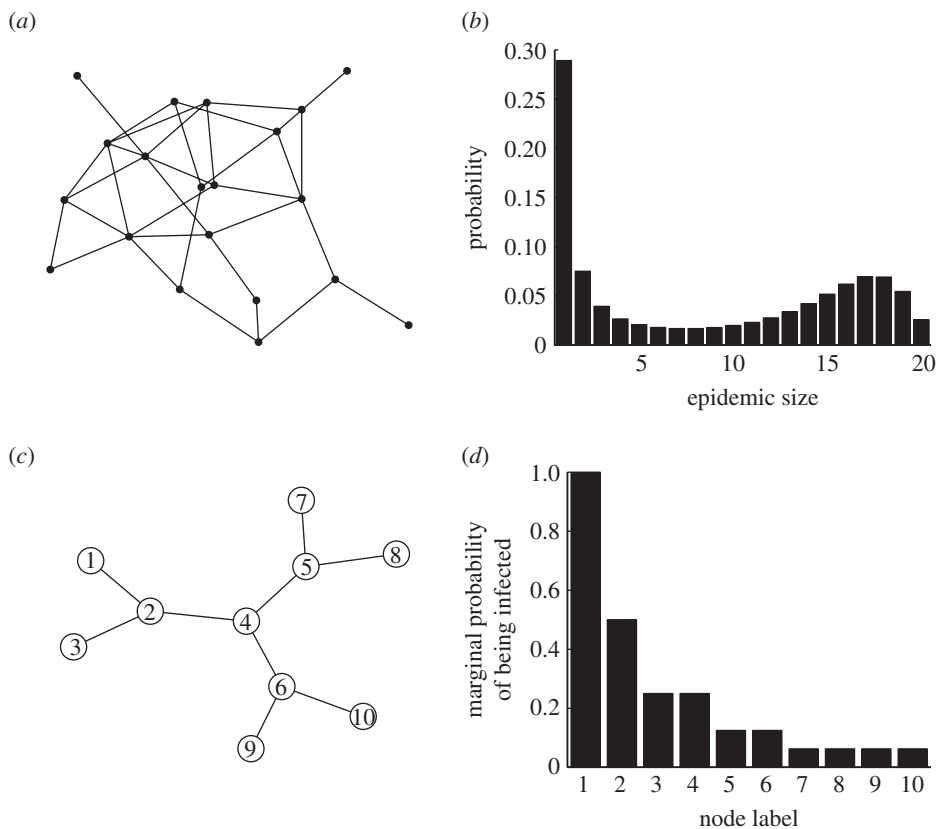 (a)
(b)
0.30
0.25
0.20
0.15
0.10
0.05
0
probability
5 10 15 20
epidemic size
(c)
7
1
8
5
2
4
3
6
10
9
(d)
1.0
0.8
0.6
0.4
0.2
0
marginal probability
of being infected
1 2 3 4 5 6 7 8 9 10
node label